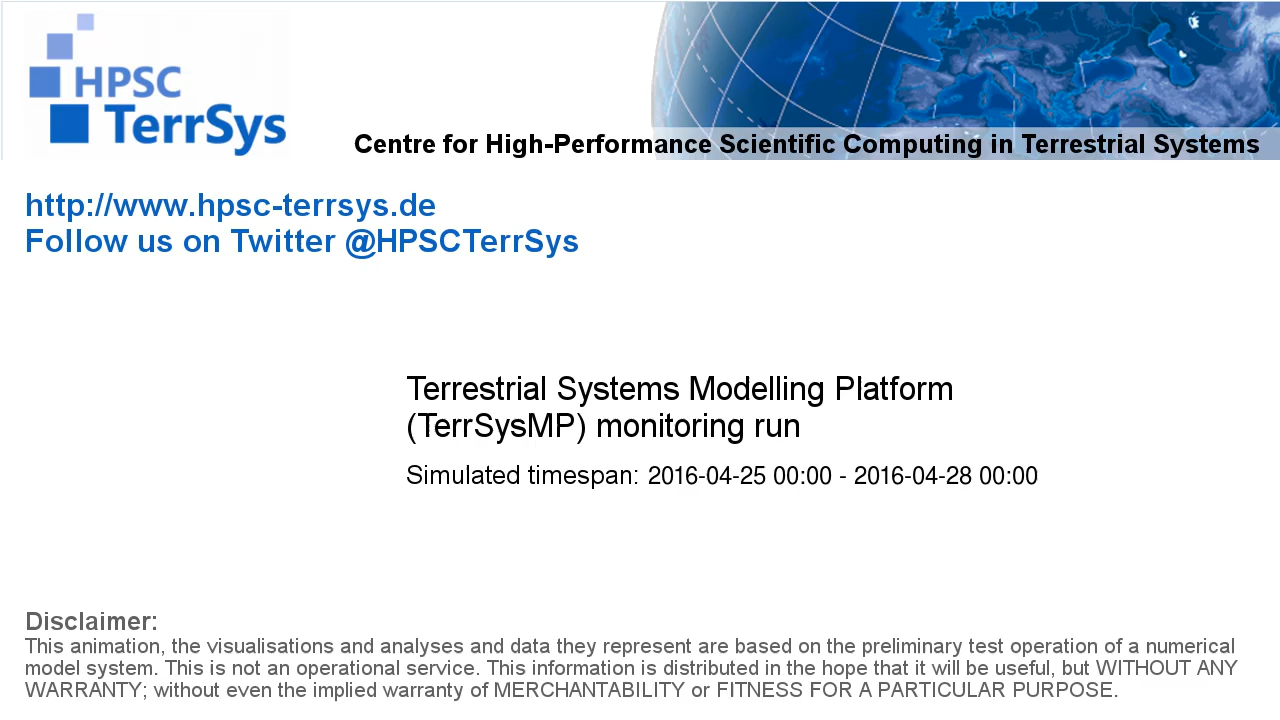 HPSC
TerrSys
Centre for High-Performance Scientific Computing in Terrestrial Systems
http://www.hpsc-terrsys.de
Follow us on Twitter @HPSCTerrSys
Terrestrial Systems Modelling Platform
(TerrSysMP) monitoring run
Simulated timespan: 2016-04-25 00:00 - 2016-04-28 00:00
Disclaimer:
This animation, the visualisations and analyses and data they represent are based on the preliminary test operation of a numerical
model system. This is not an operational service. This information is distributed in the hope that it will be useful, but WITHOUT ANY
WARRANTY; without even the implied warranty of MERCHANTABILITY or FITNESS FOR A PARTICULAR PURPOSE.